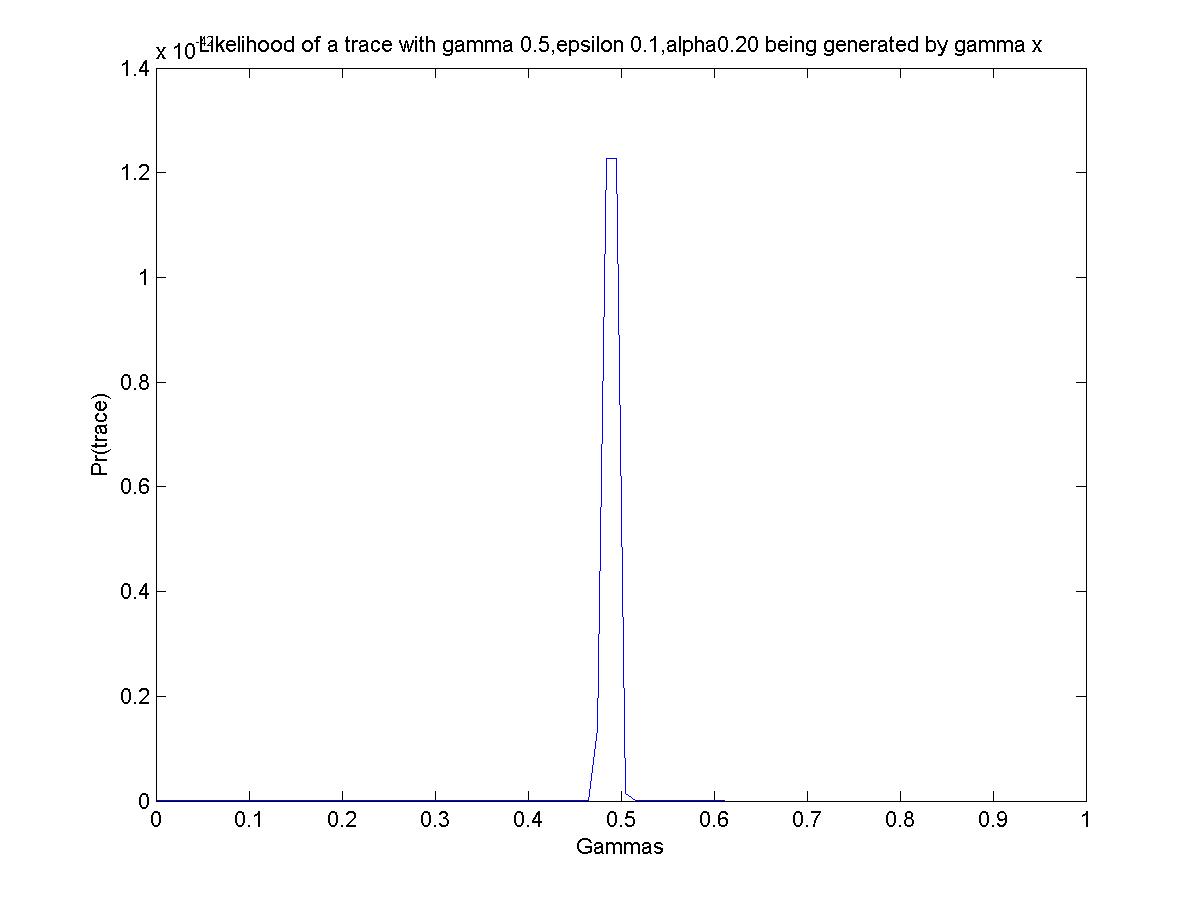 x 10
Likelihood of a trace with gamma 0.5,epsilon 0.1,alpha0.20 being generated by gamma x
1.4
1.2
1
0.8
0.6
0.4
0.2
0
Pr(trace)
0 0.1 0.2 0.3 0.4 0.5 0.6 0.7 0.8 0.9 1
Gammas